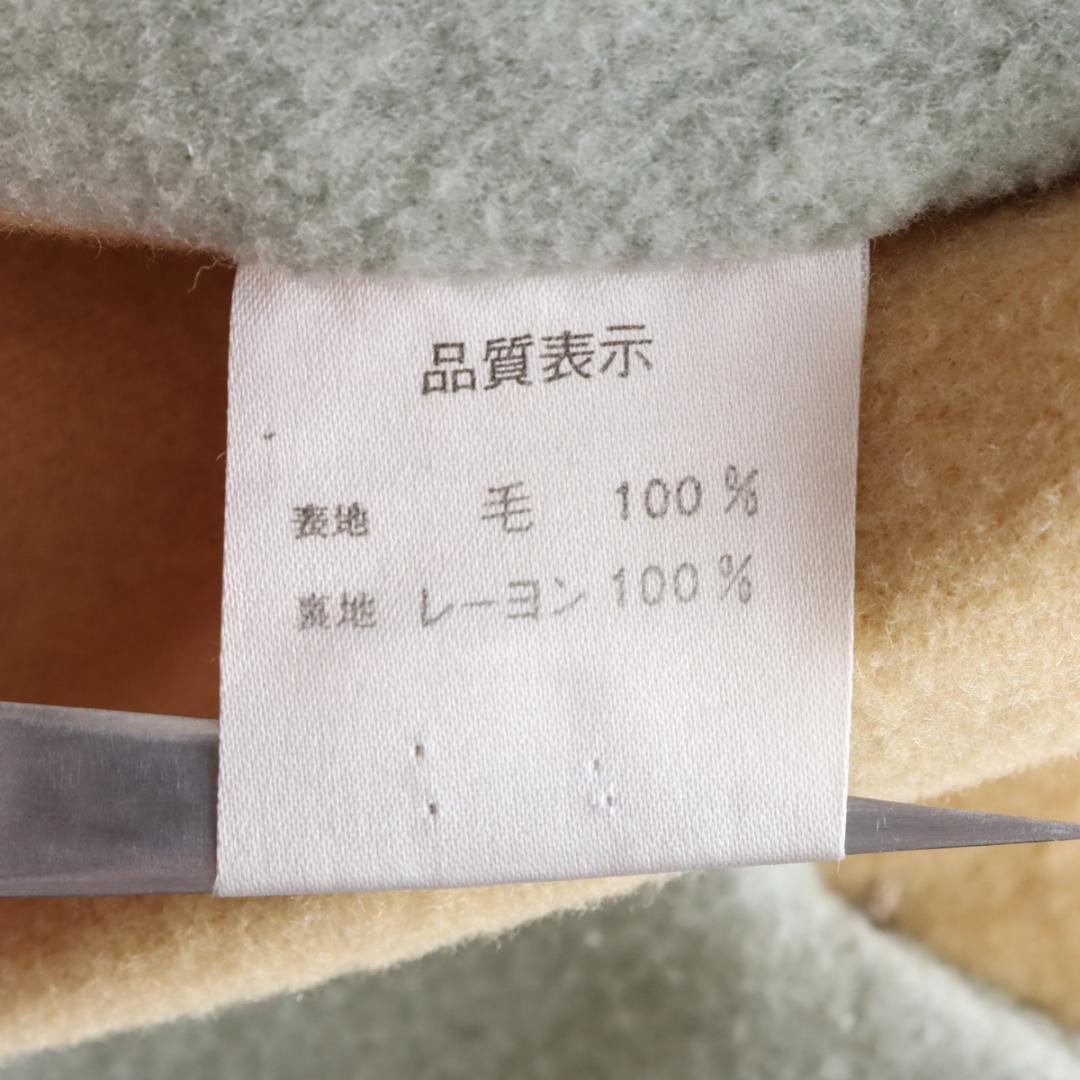 品質表示
表地 毛 100 %
裏地 レーヨン 100 %